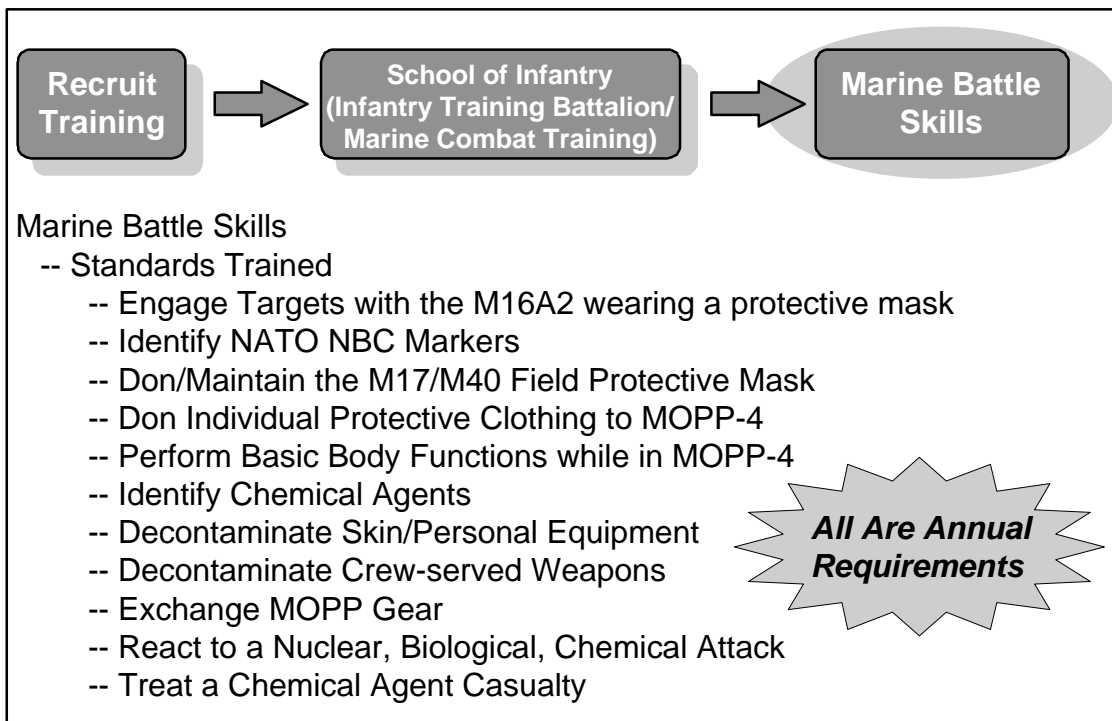 Recruit
Training
School of Infantry
(Infantry Training Battalion/
Marine Combat Training)
Marine Battle
Skills
Marine Battle Skills
-- Standards Trained
-- Engage Targets with the M16A2 wearing a protective mask
-- Identify NATO NBC Markers
-- Don/Maintain the M17/M40 Field Protective Mask
-- Don Individual Protective Clothing to MOPP-4
-- Perform Basic Body Functions while in MOPP-4
-- Identify Chemical Agents
-- Decontaminate Skin/Personal Equipment
-- Decontaminate Crew-served Weapons
-- Exchange MOPP Gear
-- React to a Nuclear, Biological, Chemical Attack
-- Treat a Chemical Agent Casualty
All Are Annual
Requirements